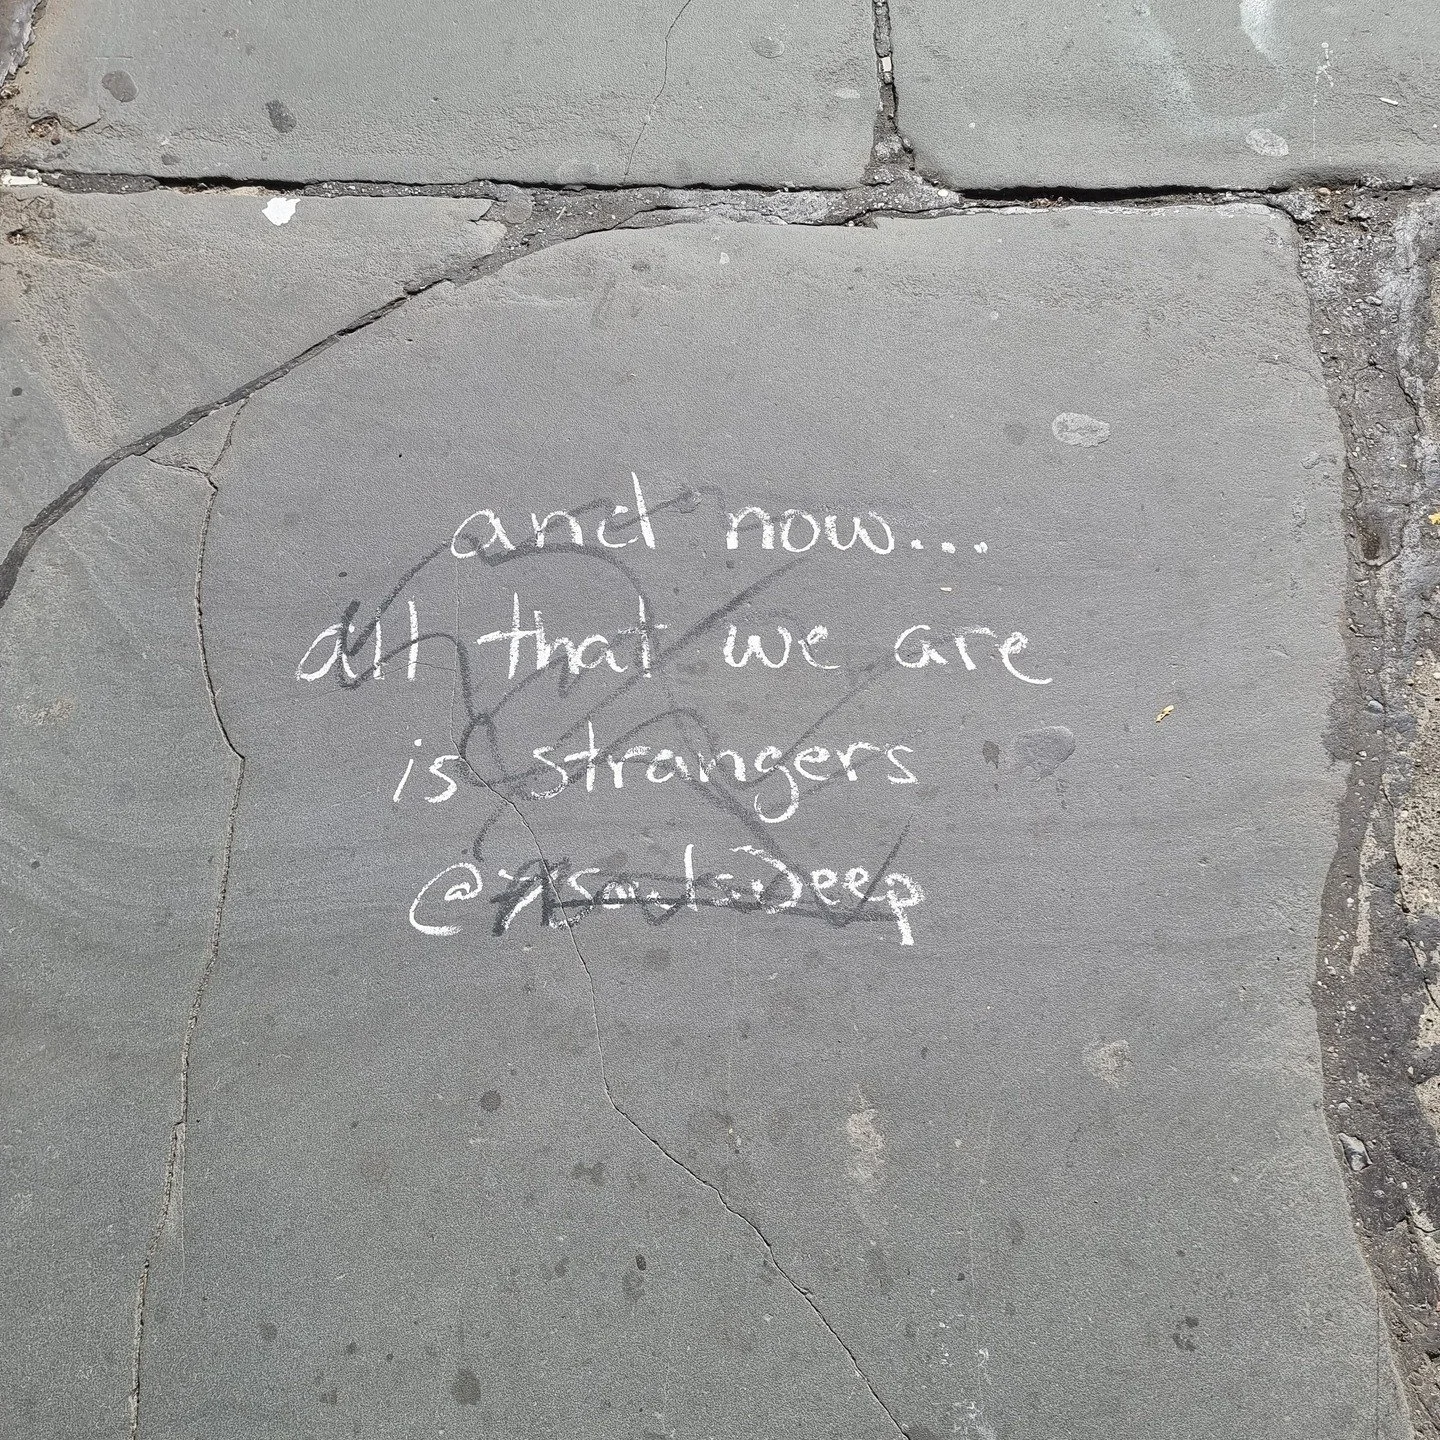 and now...
all that we are
is strangers